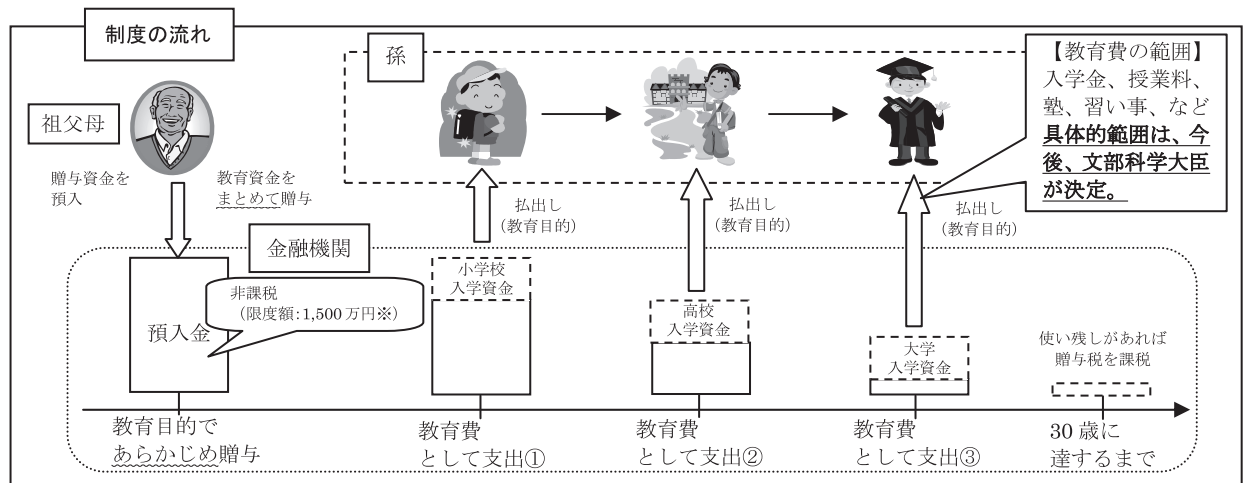 制度の流れ
孫
祖父母
贈与資金を
預入
教育資金を
まとめて贈与
【教育費の範囲】
入学金、授業料、
塾、習い事、など
具体的範囲は、今
後、文部科学大臣
が決定。
払出し
(教育目的)
払出し
(教育目的)
払出し
(教育目的)
金融機関
預入金
非課税
(限度額:1,500万円※)
小学校
入学資金
高校
入学資金
大学
入学資金
使い残しがあれば
贈与税を課税
教育目的で
あらかじめ贈与
教育費
として支出①
教育費
として支出②
教育費
として支出③
30歳に
達するまで